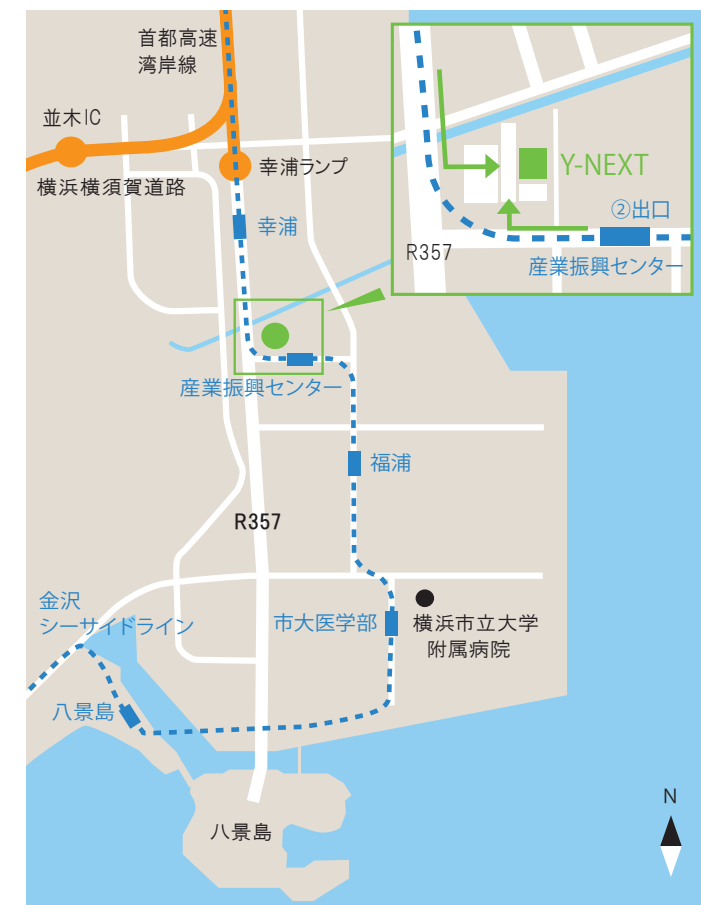 首都高速
湾岸線
並木IC
横浜横須賀道路
幸浦ランプ
幸浦
Y-NEXT
②出口
R357
産業振興センター
産業振興センター
福浦
R357
金沢
シーサイドライン
市大医学部
横浜市立大学
附属病院
八景島
八景島
N